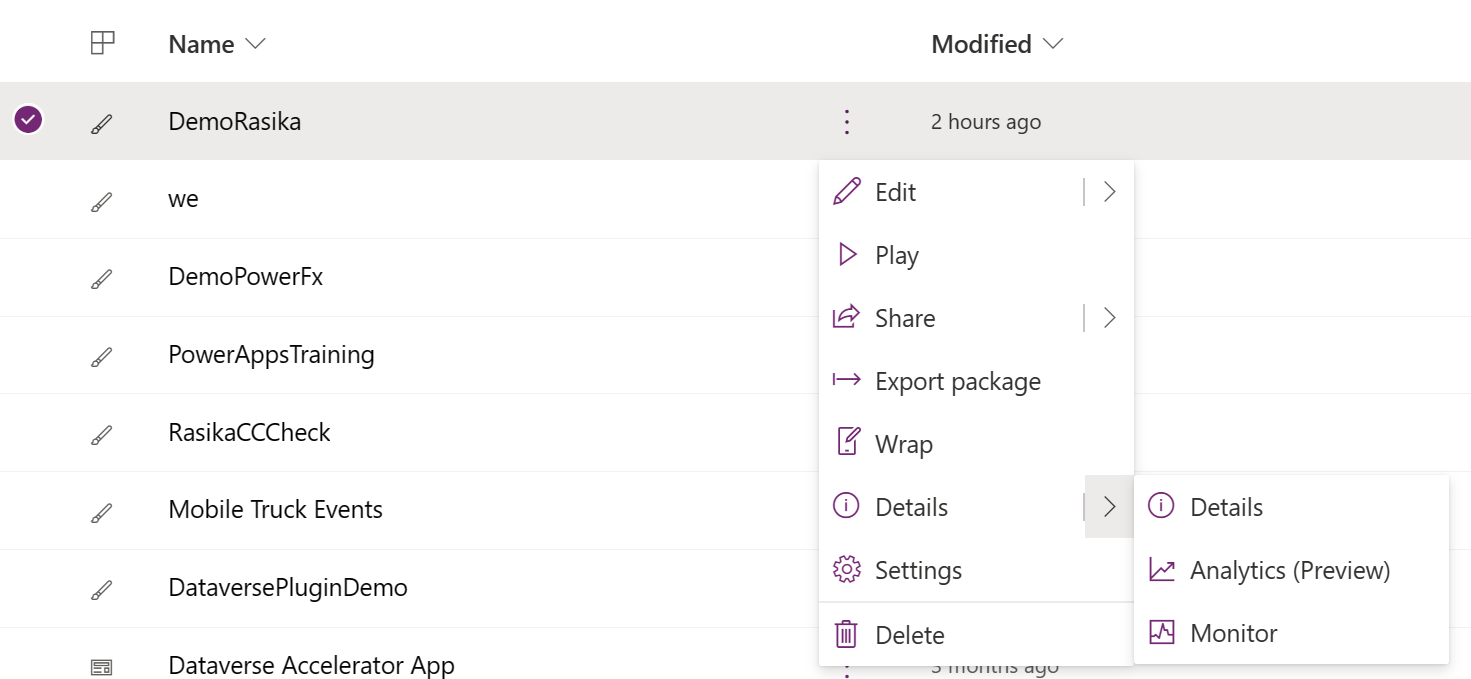 Name Modified
DemoRasika 2 hours ago
we
Edit
DemoPowerFx
Play
Share
PowerAppsTraining
Export package
RasikaCCCheck
Wrap
Mobile Truck Events
Details Details
Settings Analytics (Preview)
DataversePluginDemo
Delete Monitor
Dataverse Accelerator App 3 months ago